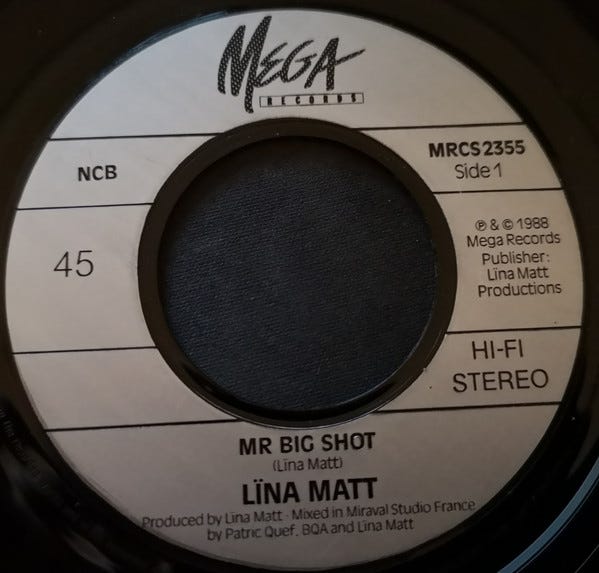 MEGA
RECORDS
NCB
MRCS2355
Side 1
45
℗ & © 1988
Mega Records
Publisher:
Lïna Matt
Productions
HI-FI
STEREO
MR BIG SHOT
(Lïna Matt)
LÏNA MATT
Produced by Lïna Matt · Mixed in Miraval Studio France
by Patric Quef. BQA and Lïna Matt